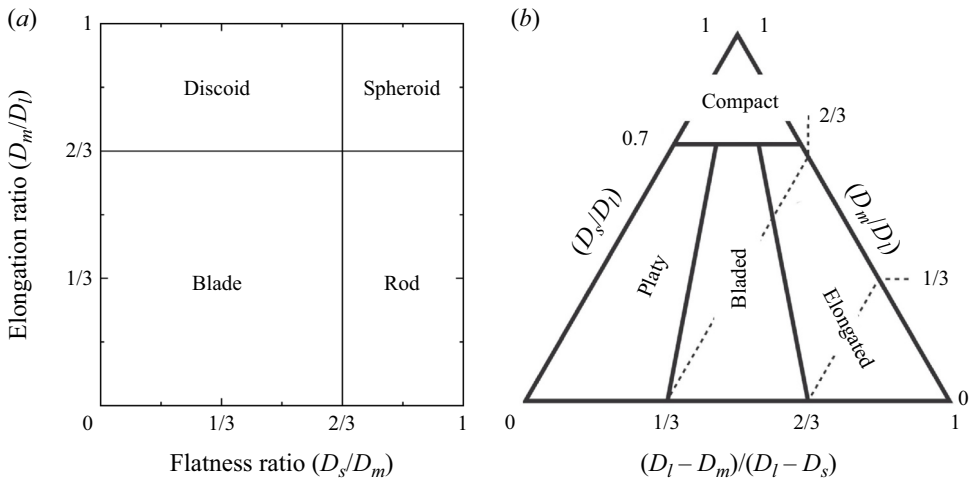 (a)
1
Discoid
Spheroid
2/3
Elongation ratio (Dm/Dl)
1/3
Blade
Rod
0
1/3
2/3
1
Flatness ratio (Ds/Dm)
(b)
1
1
Compact
2/3
0.7
(Ds/Dl)
(Dm/Dl)
Platy
Bladed
Elongated
1/3
0
0
1/3
2/3
1
(Dl – Dm)/(Dl – Ds)